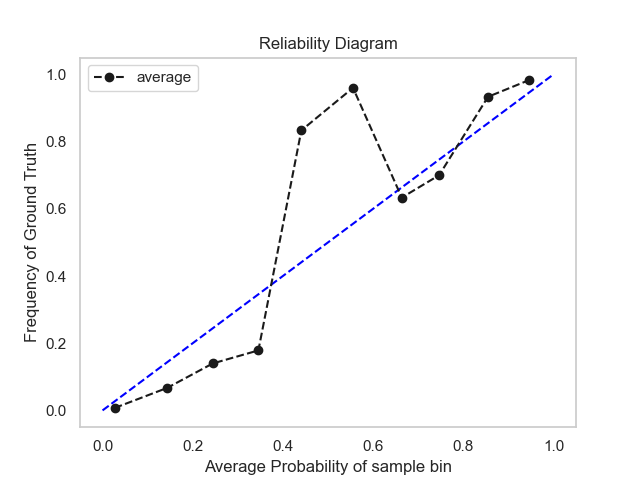 Reliability Diagram
average
Frequency of Ground Truth
1.0
0.8
0.6
0.4
0.2
0.0
0.0 0.2 0.4 0.6 0.8 1.0
Average Probability of sample bin